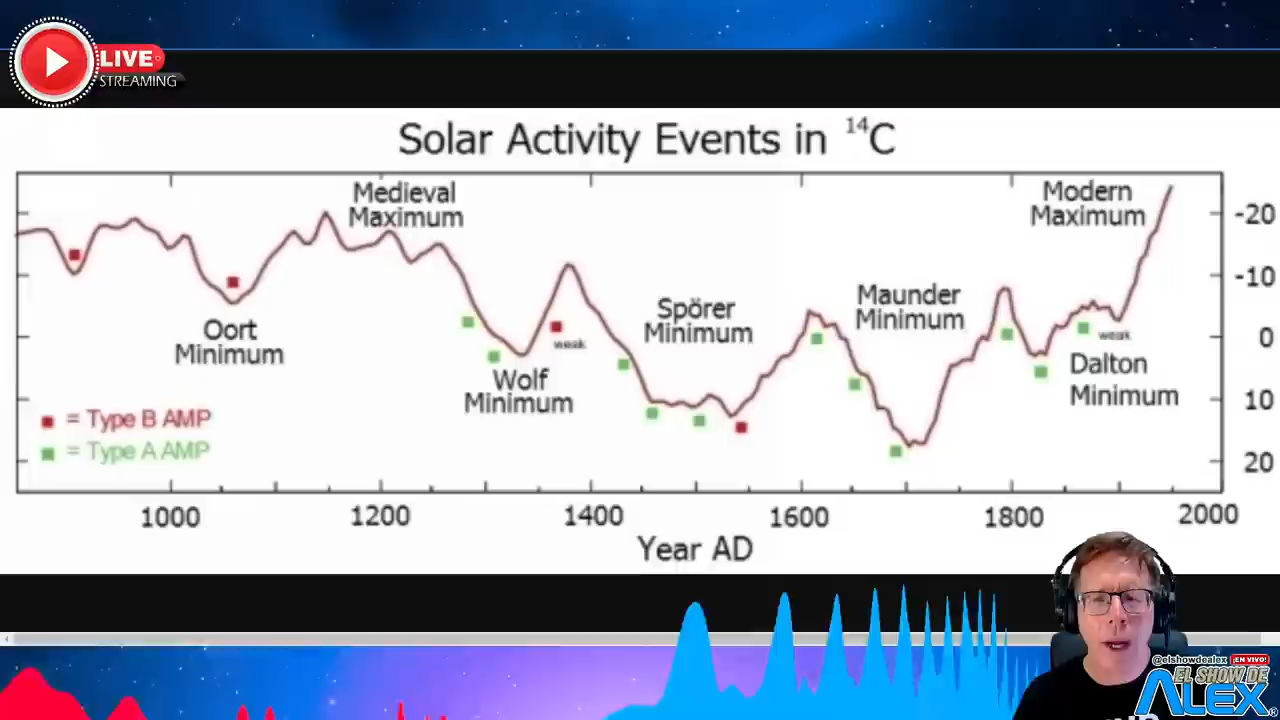 LIVE
STREAMING
Solar Activity Events in ¹⁴C
Medieval
Maximum
Modern
Maximum
-20
-10
0
10
20
Oort
Minimum
Spörer
Minimum
Maunder
Minimum
weak
Wolf
Minimum
weak
Dalton
Minimum
= Type B AMP
= Type A AMP
1000
1200
1400
1600
1800
2000
Year AD
@elshowdealex ¡EN VIVO!
EL SHOW DE
ALEX